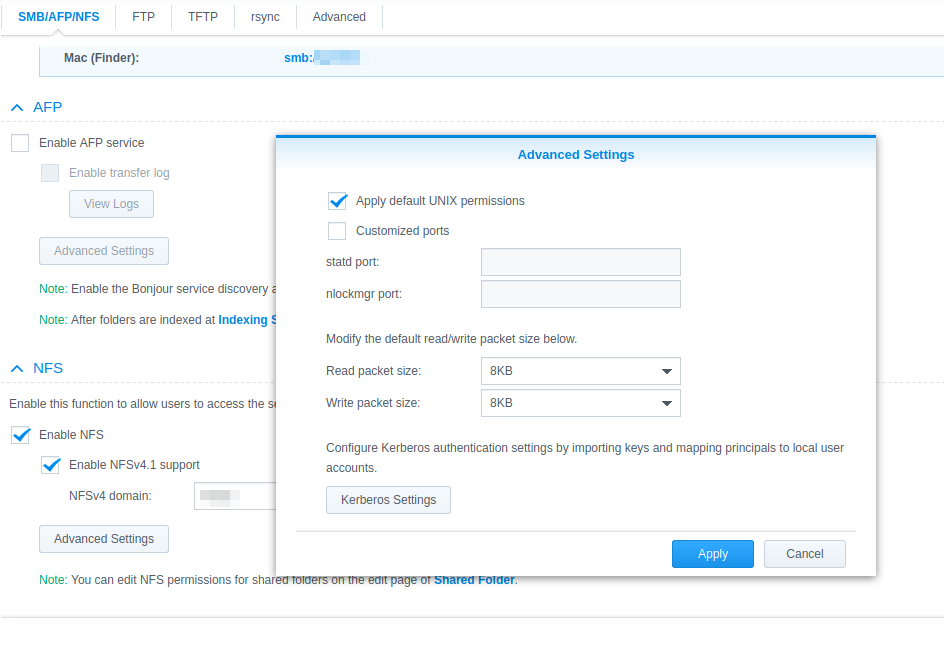 SMB/AFP/NFS FTP TFTP rsync Advanced
Mac (Finder): smb:/
AFP
Enable AFP service
Enable transfer log
View Logs
Advanced Settings
Note: Enable the Bonjour service discovery a
Note: After folders are indexed at Indexing S
NFS
Enable this function to allow users to access the se
Enable NFS
Enable NFSv4.1 support
NFSv4 domain:
Advanced Settings
Note: You can edit NFS permissions for shared folders on the edit page of Shared Folder.
Advanced Settings
Apply default UNIX permissions
Customized ports
statd port:
nlockmgr port:
Modify the default read/write packet size below.
Read packet size: 8KB
Write packet size: 8KB
Configure Kerberos authentication settings by importing keys and mapping principals to local user
accounts.
Kerberos Settings
Apply Cancel